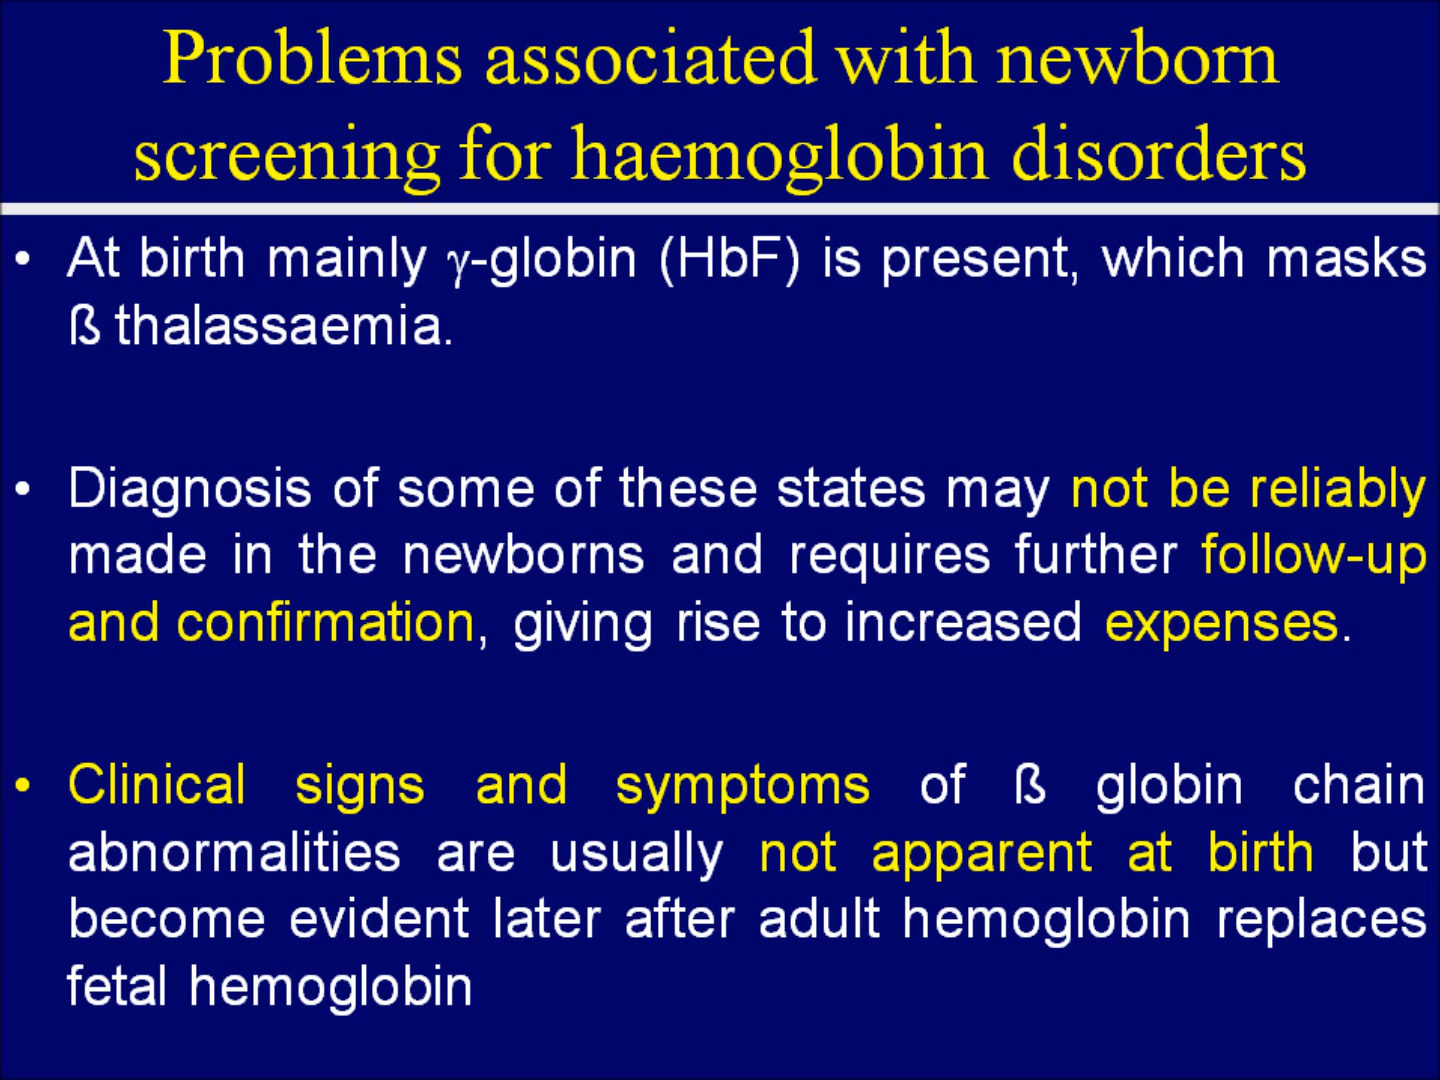 Problems associated with newborn
screening for haemoglobin disorders
• At birth mainly γ-globin (HbF) is present, which masks
ß thalassaemia.
• Diagnosis of some of these states may not be reliably
made in the newborns and requires further follow-up
and confirmation, giving rise to increased expenses.
• Clinical signs and symptoms of ß globin chain
abnormalities are usually not apparent at birth but
become evident later after adult hemoglobin replaces
fetal hemoglobin